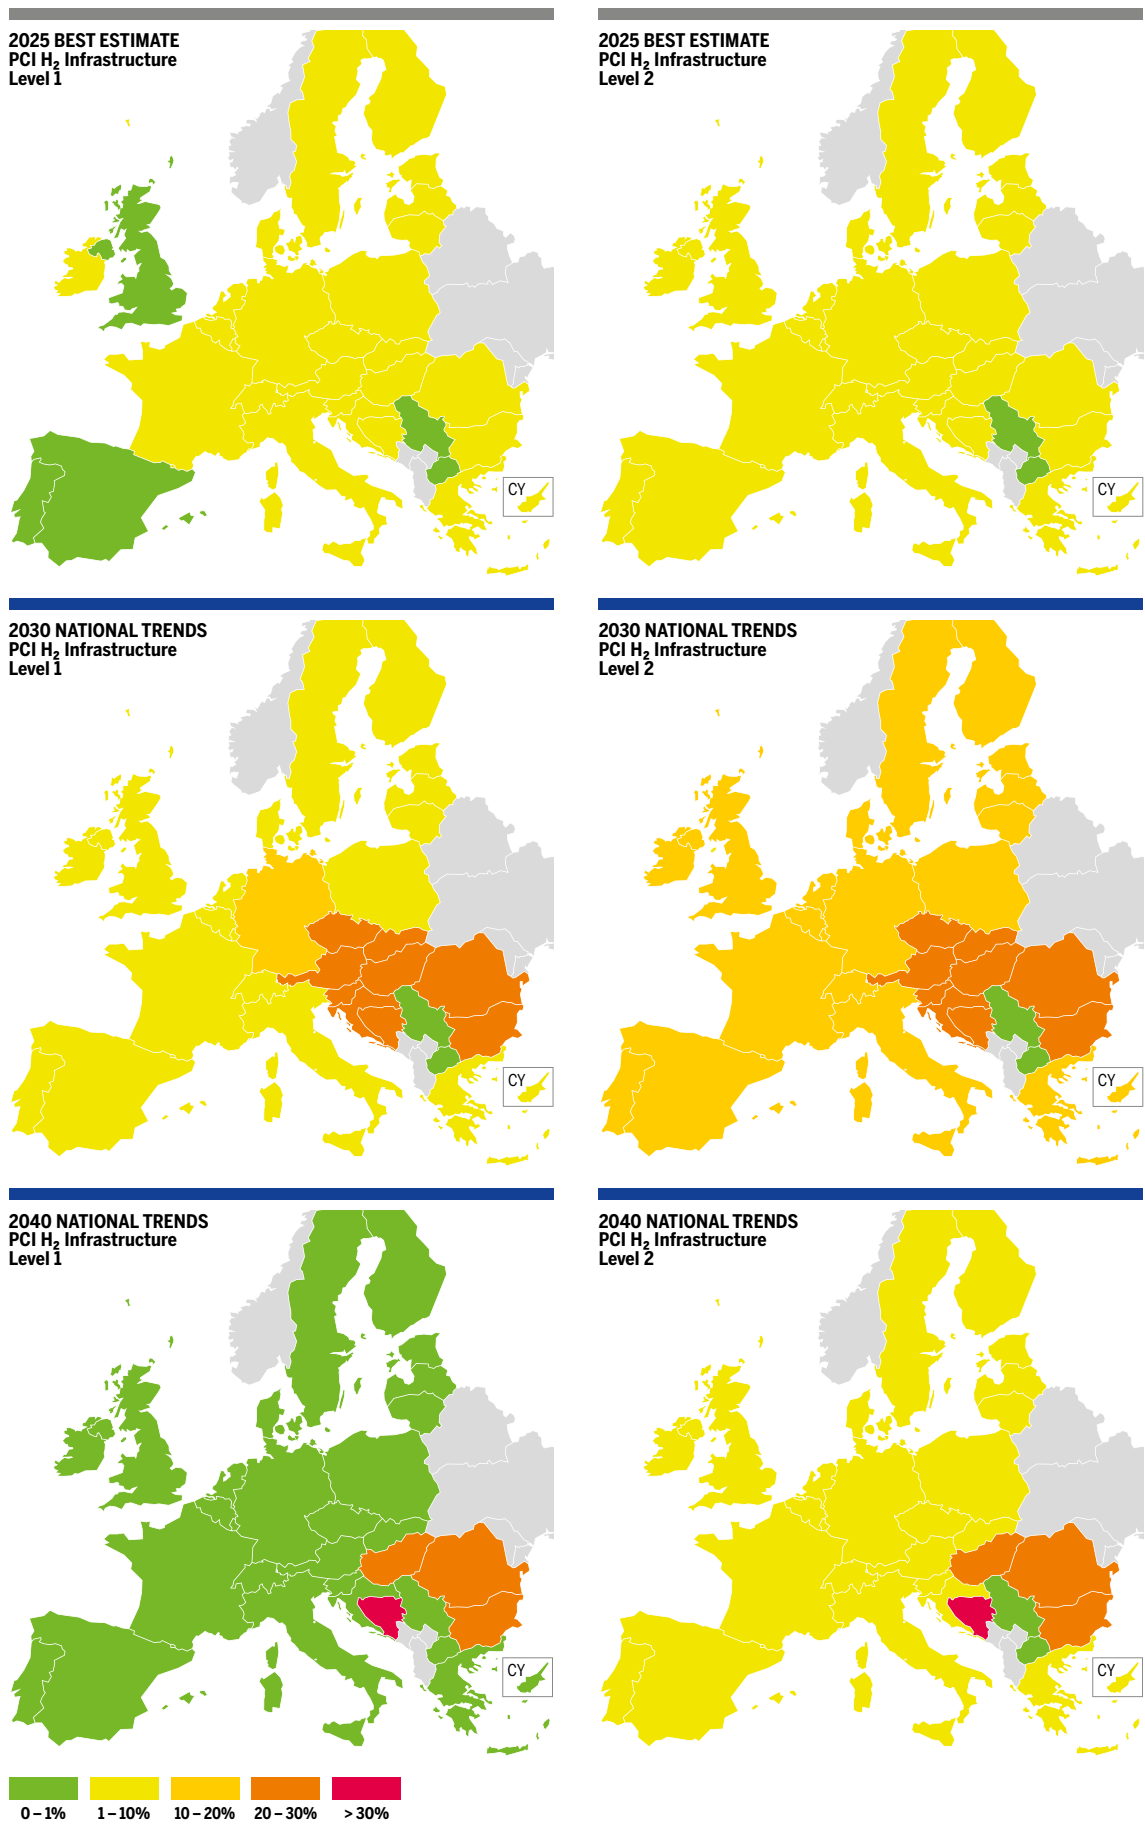 2025 BEST ESTIMATE
PCI H₂ Infrastructure
Level 1
CY
2025 BEST ESTIMATE
PCI H₂ Infrastructure
Level 2
CY
2030 NATIONAL TRENDS
PCI H₂ Infrastructure
Level 1
CY
2030 NATIONAL TRENDS
PCI H₂ Infrastructure
Level 2
CY
2040 NATIONAL TRENDS
PCI H₂ Infrastructure
Level 1
CY
2040 NATIONAL TRENDS
PCI H₂ Infrastructure
Level 2
CY
0 – 1% 1 – 10% 10 – 20% 20 – 30% > 30%